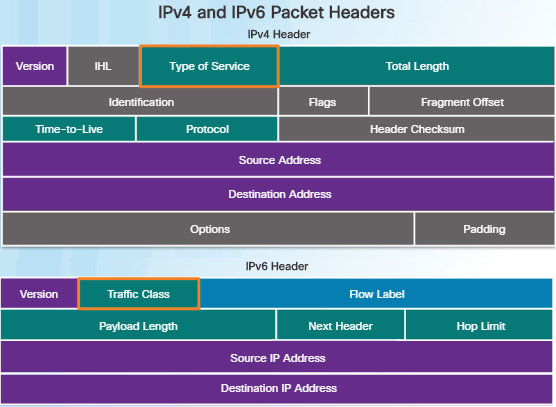 IPv4 and IPv6 Packet Headers
IPv4 Header
Version IHL Type of Service Total Length
Identification Flags Fragment Offset
Time-to-Live Protocol Header Checksum
Source Address
Destination Address
Options Padding
IPv6 Header
Version Traffic Class Flow Label
Payload Length Next Header Hop Limit
Source IP Address
Destination IP Address